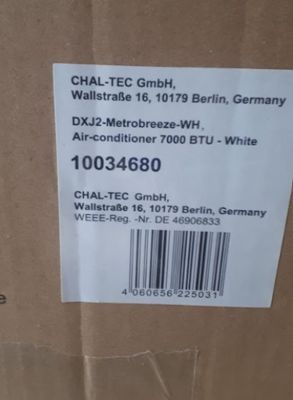 CHAL-TEC GmbH,
Wallstraße 16, 10179 Berlin, Germany
DXJ2-Metrobreeze-WH,
Air-conditioner 7000 BTU - White
10034680
CHAL-TEC GmbH,
Wallstraße 16, 10179 Berlin, Germany
WEEE-Reg. -Nr. DE 46906833
4 060656 225031
e